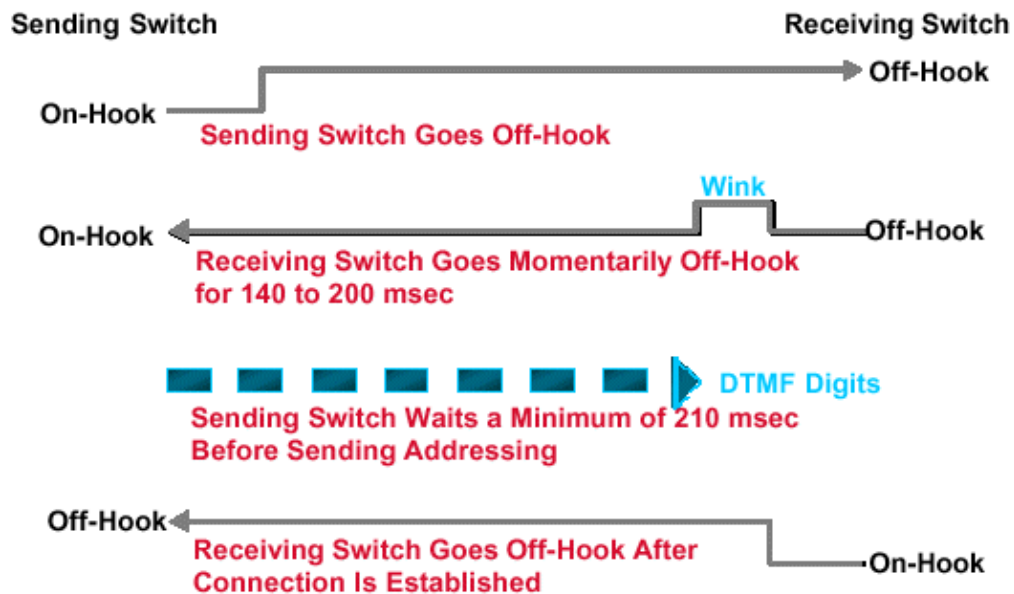 Sending Switch
Receiving Switch
Off-Hook
On-Hook
Sending Switch Goes Off-Hook
Wink
On-Hook
Off-Hook
Receiving Switch Goes Momentarily Off-Hook
for 140 to 200 msec
DTMF Digits
Sending Switch Waits a Minimum of 210 msec
Before Sending Addressing
Off-Hook
Receiving Switch Goes Off-Hook After
Connection Is Established
On-Hook